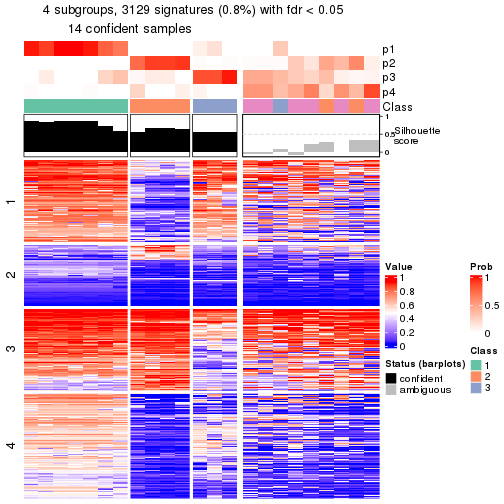 4 subgroups, 3129 signatures (0.8%) with fdr < 0.05
14 confident samples
p1
p2
p3
p4
Class
1
0.5
0
Silhouette
score
1
2
3
4
Value
1
0.8
0.6
0.4
0.2
0
Prob
1
0.5
0
Status (barplots)
confident
ambiguous
Class
1
2
3